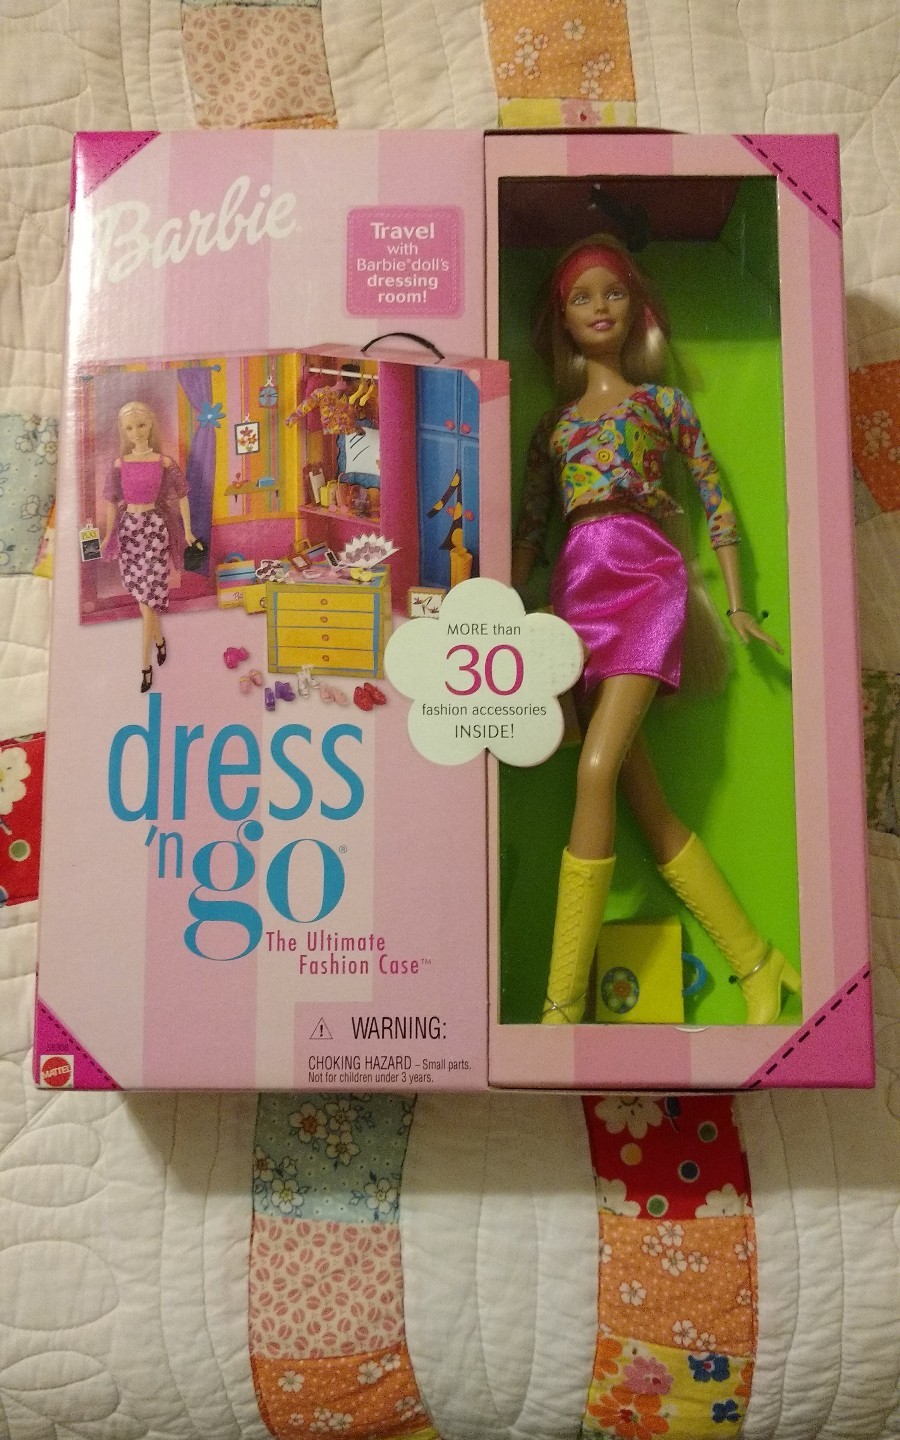 Barbie
Travel
with
Barbie® doll's
dressing
room!
MORE than
30
fashion accessories
INSIDE!
dress
'n go®
The Ultimate
Fashion Case™
⚠ WARNING:
CHOKING HAZARD – Small parts.
Not for children under 3 years.
MATTEL